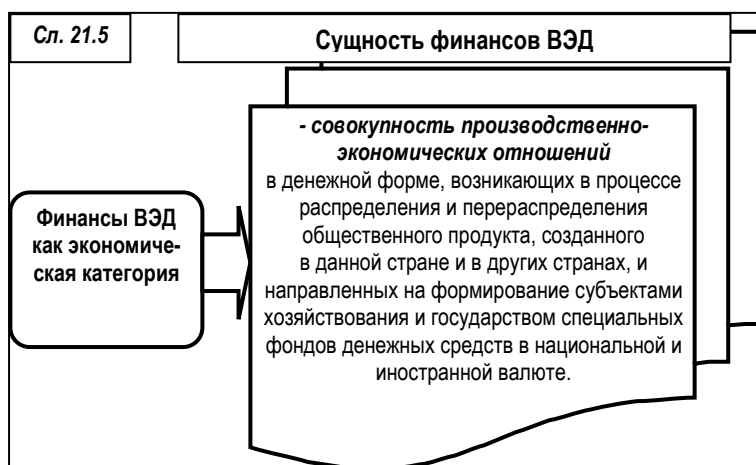 Сл. 21.5
Сущность финансов ВЭД
- совокупность производственно-
экономических отношений
в денежной форме, возникающих в процессе
распределения и перераспределения
общественного продукта, созданного
в данной стране и в других странах, и
направленных на формирование субъектами
хозяйствования и государством специальных
фондов денежных средств в национальной и
иностранной валюте.
Финансы ВЭД
как экономиче-
ская категория